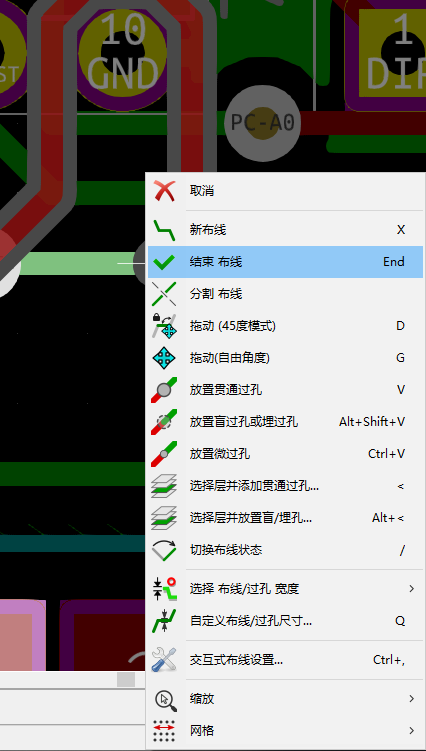 10
GND
ST
1
DIR
PC-A0
取消
新布线 X
结束 布线 End
分割 布线
拖动 (45度模式) D
拖动(自由角度) G
放置贯通过孔 V
放置盲过孔或埋过孔 Alt+Shift+V
放置微过孔 Ctrl+V
选择层并添加贯通过孔... <
选择层并放置盲/埋孔... Alt+<
切换布线状态 /
选择 布线/过孔 宽度
自定义布线/过孔尺寸... Q
交互式布线设置... Ctrl+,
缩放
网格